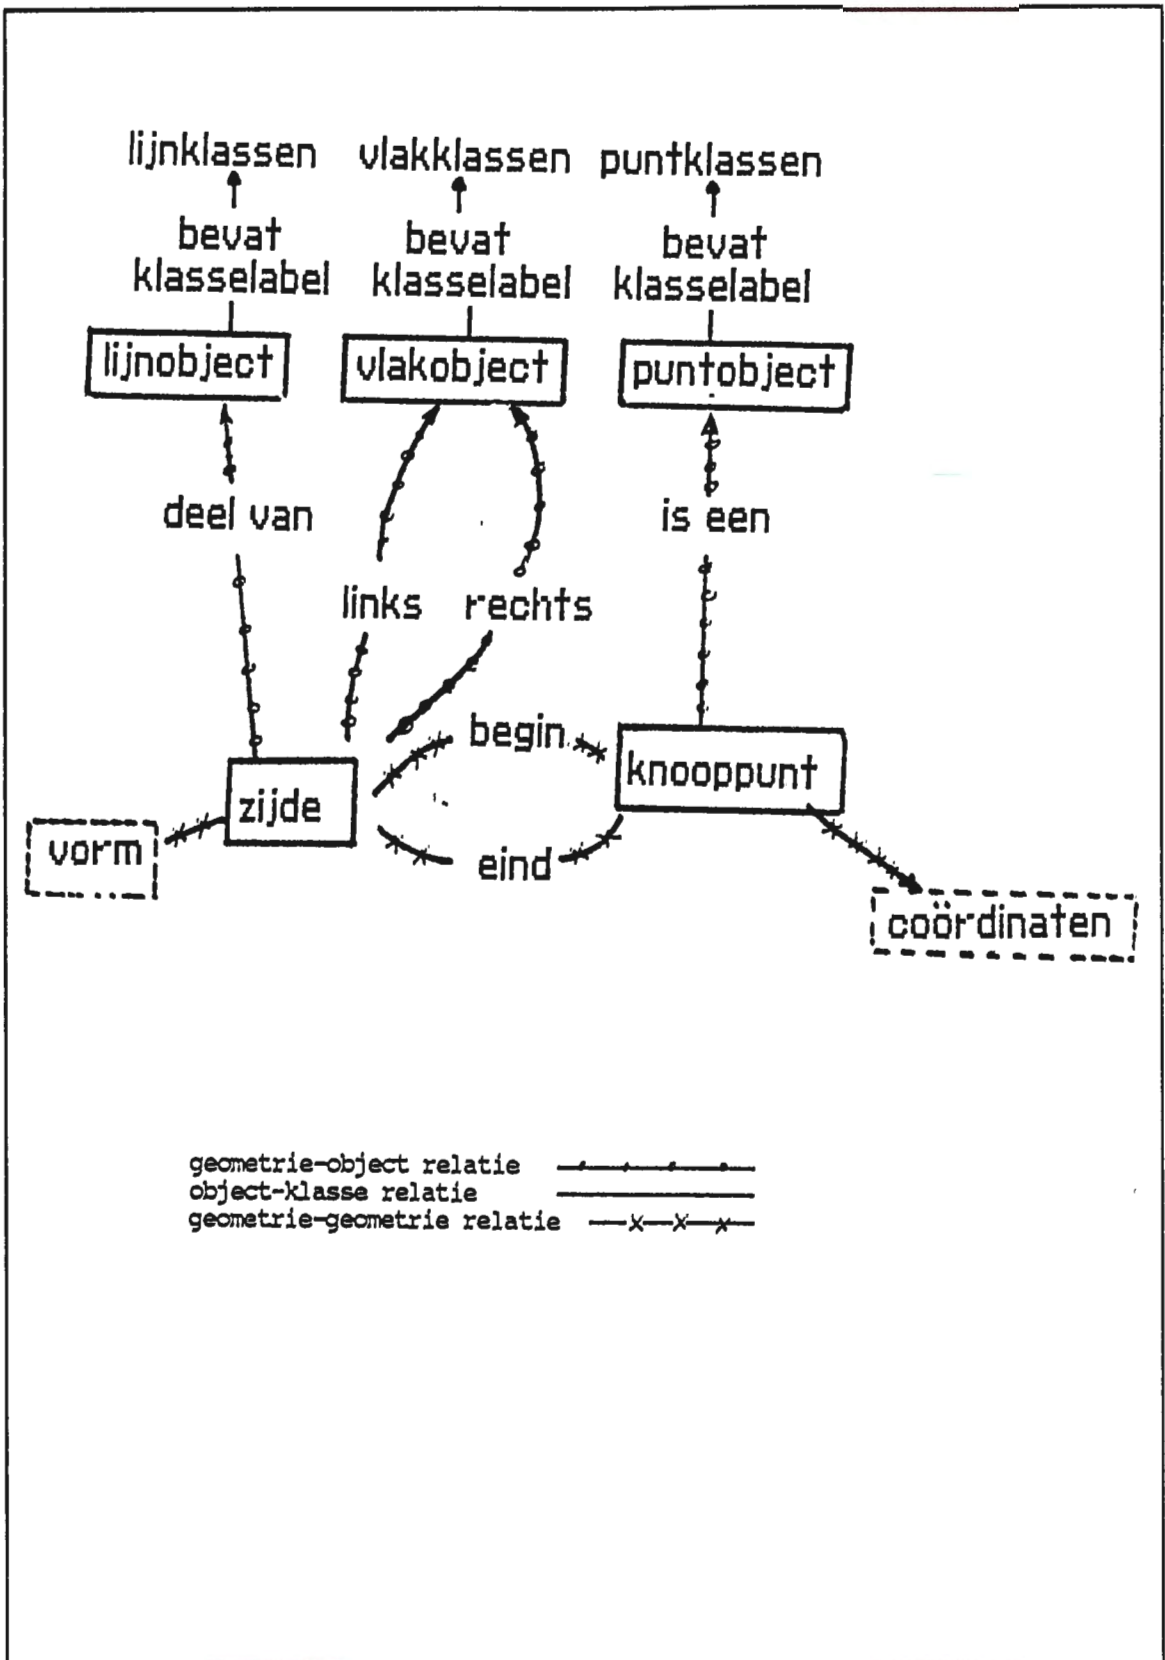 lijnklassen vlakklassen puntklassen
bevat bevat bevat
klasselabel klasselabel klasselabel
lijnobject vlakobject puntobject
deel van is een
links rechts
begin
knooppunt
zijde
vorm
eind
coördinaten
geometrie-object relatie
object-klasse relatie
geometrie-geometrie relatie